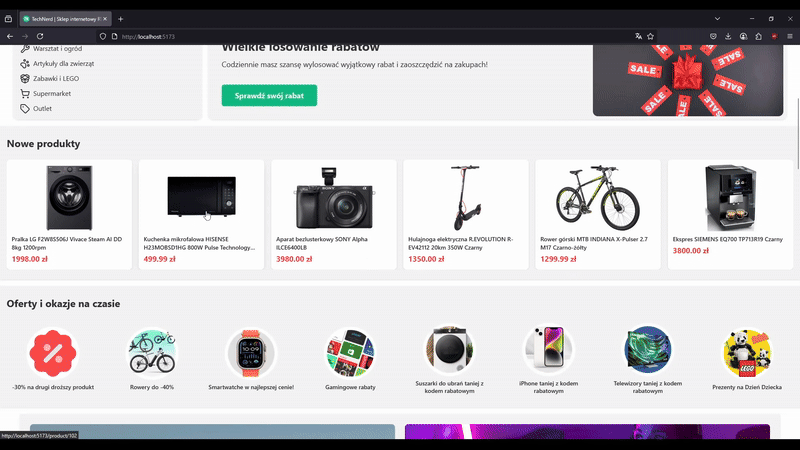 TechNerd | Sklep internetowy R
http://localhost:5173
Warsztat i ogród
Artykuły dla zwierząt
Zabawki i LEGO
Supermarket
Outlet
Wielkie losowanie rabatów
Codziennie masz szansę wylosować wyjątkowy rabat i zaoszczędzić na zakupach!
Sprawdź swój rabat
SALE
SALE
SALE
SALE
SALE
SALE
SALE
Nowe produkty
Pralka LG F2W8S506J Vivace Steam AI DD
8kg 1200rpm
1998.00 zł
Kuchenka mikrofalowa HISENSE
H23MOBSD1HG 800W Pulse Technology...
499.99 zł
SONY
Aparat bezlusterkowy SONY Alpha
ILCE6400LB
3980.00 zł
Hulajnoga elektryczna R.EVOLUTION R-
EV42112 20km 350W Czarny
1350.00 zł
Rower górski MTB INDIANA X-Pulser 2.7
M17 Czarno-żółty
1299.99 zł
Ekspres SIEMENS EQ700 TP713R19 Czarny
3800.00 zł
Oferty i okazje na czasie
-30% na drugi droższy produkt
Rowery do -40%
Smartwatche w najlepszej cenie!
Gamingowe rabaty
Suszarki do ubrań taniej z
kodem rabatowym
iPhone taniej z kodem
rabatowym
Telewizory taniej z kodem
rabatowym
LEGO
Prezenty na Dzień Dziecka
http://localhost:5173/product/102